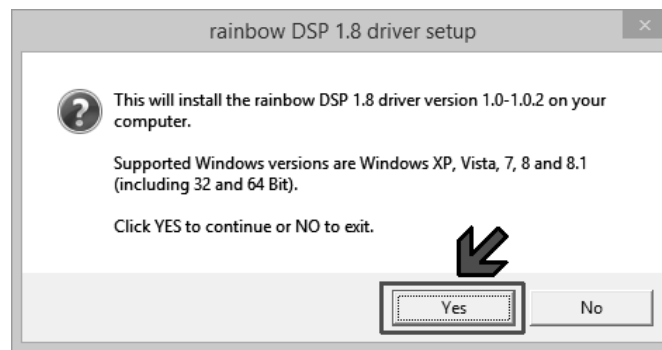 rainbow DSP 1.8 driver setup
This will install the rainbow DSP 1.8 driver version 1.0-1.0.2 on your
computer.
Supported Windows versions are Windows XP, Vista, 7, 8 and 8.1
(including 32 and 64 Bit).
Click YES to continue or NO to exit.
Yes
No